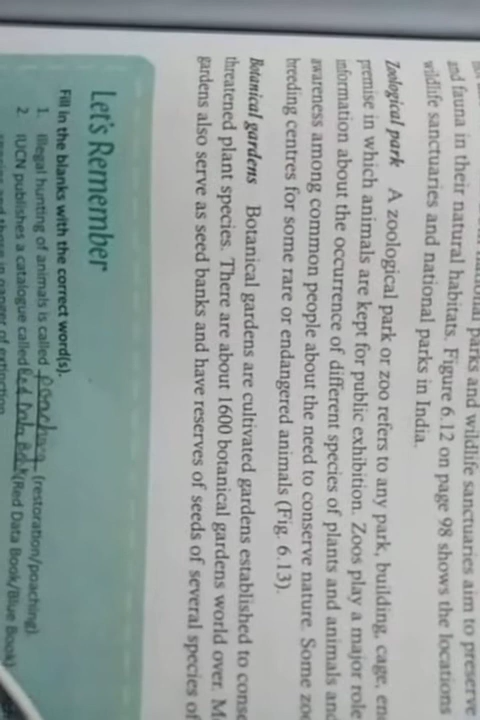 national parks and wildlife sanctuaries aim to preserve
and fauna in their natural habitats. Figure 6.12 on page 98 shows the locations
wildlife sanctuaries and national parks in India.
Zoological park A zoological park or zoo refers to any park, building, cage, en
premise in which animals are kept for public exhibition. Zoos play a major role
information about the occurrence of different species of plants and animals and
awareness among common people about the need to conserve nature. Some zoo
breeding centres for some rare or endangered animals (Fig. 6.13).
Botanical gardens Botanical gardens are cultivated gardens established to conse
threatened plant species. There are about 1600 botanical gardens world over. M
gardens also serve as seed banks and have reserves of seeds of several species of
Let's Remember
Fill in the blanks with the correct word(s).
1. Illegal hunting of animals is called poaching (restoration/poaching).
2. IUCN publishes a catalogue called Red Data Book (Red Data Book/Blue Book)
species and those in danger of extinction